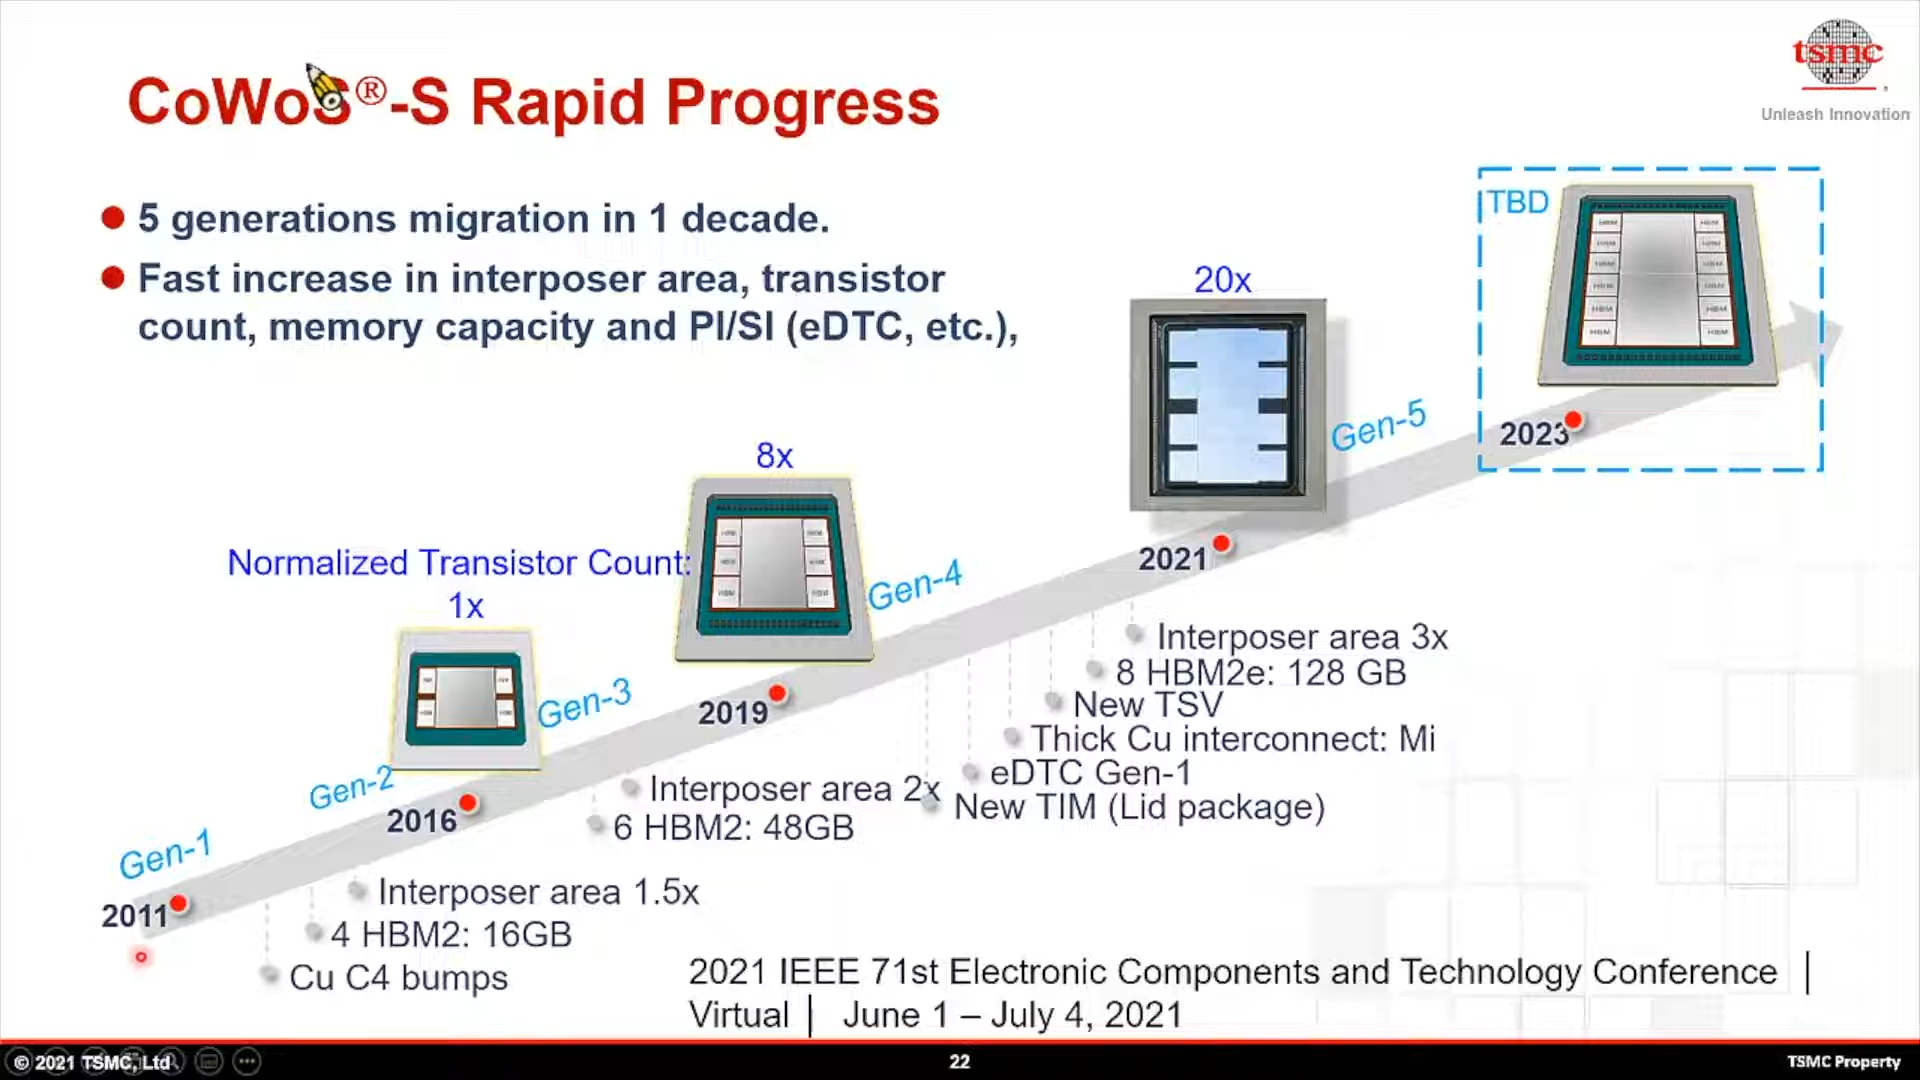 CoWoS®-S Rapid Progress
tsmc
Unleash Innovation
5 generations migration in 1 decade.
Fast increase in interposer area, transistor
count, memory capacity and PI/SI (eDTC, etc.),
TBD
20x
Gen-5
2023
8x
Normalized Transistor Count:
1x
Gen-4
2021
Gen-3
2019
Gen-2
2016
Gen-1
2011
Interposer area 3x
8 HBM2e: 128 GB
New TSV
Thick Cu interconnect: Mi
eDTC Gen-1
New TIM (Lid package)
Interposer area 2x
6 HBM2: 48GB
Interposer area 1.5x
4 HBM2: 16GB
Cu C4 bumps
2021 IEEE 71st Electronic Components and Technology Conference |
Virtual | June 1 – July 4, 2021
© 2021 TSMC, Ltd
22
TSMC Property